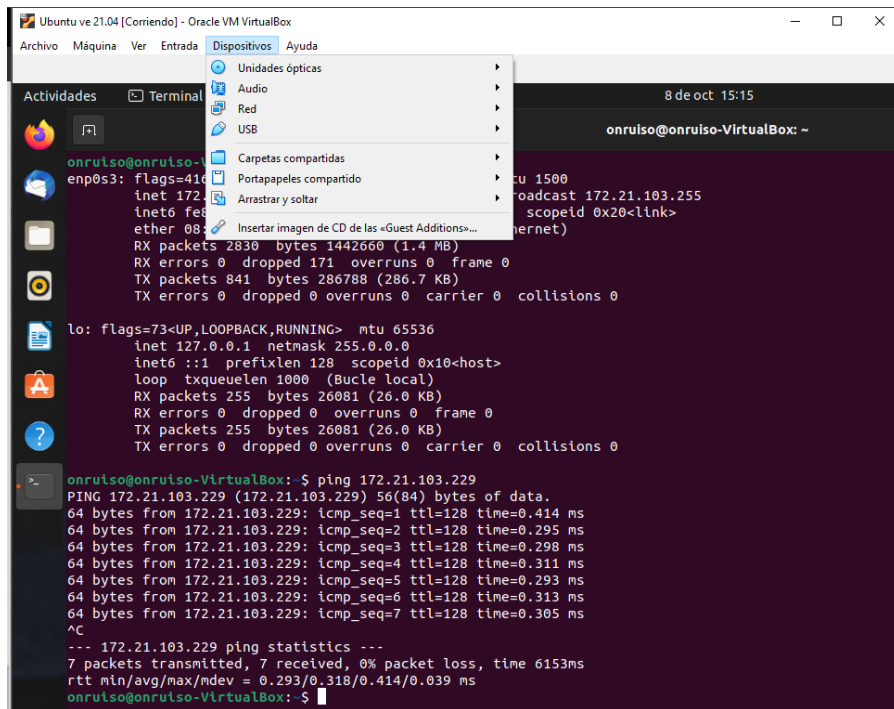 Ubuntu ve 21.04 [Corriendo] - Oracle VM VirtualBox
Archivo Máquina Ver Entrada Dispositivos Ayuda
Unidades ópticas
Audio
Red
USB
Carpetas compartidas
Portapapeles compartido
Arrastrar y soltar
Insertar imagen de CD de las «Guest Additions»...
Actividades Terminal 8 de oct 15:15
onruiso@onruiso-VirtualBox: ~
onruiso@onruiso-V
enp0s3: flags=416 tu 1500
inet 172. roadcast 172.21.103.255
inet6 fe8 scopeid 0x20<link>
ether 08: ernet)
RX packets 2830 bytes 1442660 (1.4 MB)
RX errors 0 dropped 171 overruns 0 frame 0
TX packets 841 bytes 286788 (286.7 KB)
TX errors 0 dropped 0 overruns 0 carrier 0 collisions 0
lo: flags=73<UP,LOOPBACK,RUNNING> mtu 65536
inet 127.0.0.1 netmask 255.0.0.0
inet6 ::1 prefixlen 128 scopeid 0x10<host>
loop txqueuelen 1000 (Bucle local)
RX packets 255 bytes 26081 (26.0 KB)
RX errors 0 dropped 0 overruns 0 frame 0
TX packets 255 bytes 26081 (26.0 KB)
TX errors 0 dropped 0 overruns 0 carrier 0 collisions 0
onruiso@onruiso-VirtualBox:~$ ping 172.21.103.229
PING 172.21.103.229 (172.21.103.229) 56(84) bytes of data.
64 bytes from 172.21.103.229: icmp_seq=1 ttl=128 time=0.414 ms
64 bytes from 172.21.103.229: icmp_seq=2 ttl=128 time=0.295 ms
64 bytes from 172.21.103.229: icmp_seq=3 ttl=128 time=0.298 ms
64 bytes from 172.21.103.229: icmp_seq=4 ttl=128 time=0.311 ms
64 bytes from 172.21.103.229: icmp_seq=5 ttl=128 time=0.293 ms
64 bytes from 172.21.103.229: icmp_seq=6 ttl=128 time=0.313 ms
64 bytes from 172.21.103.229: icmp_seq=7 ttl=128 time=0.305 ms
^C
--- 172.21.103.229 ping statistics ---
7 packets transmitted, 7 received, 0% packet loss, time 6153ms
rtt min/avg/max/mdev = 0.293/0.318/0.414/0.039 ms
onruiso@onruiso-VirtualBox:~$